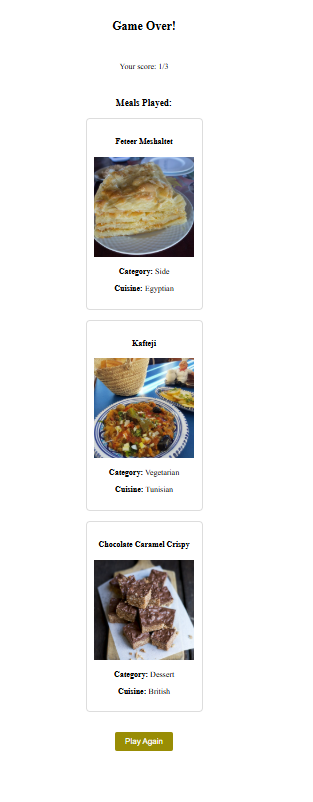 Game Over!
Your score: 1/3
Meals Played:
Feteer Meshaltet
Category: Side
Cuisine: Egyptian
Kafteji
Category: Vegetarian
Cuisine: Tunisian
Chocolate Caramel Crispy
Category: Dessert
Cuisine: British
Play Again